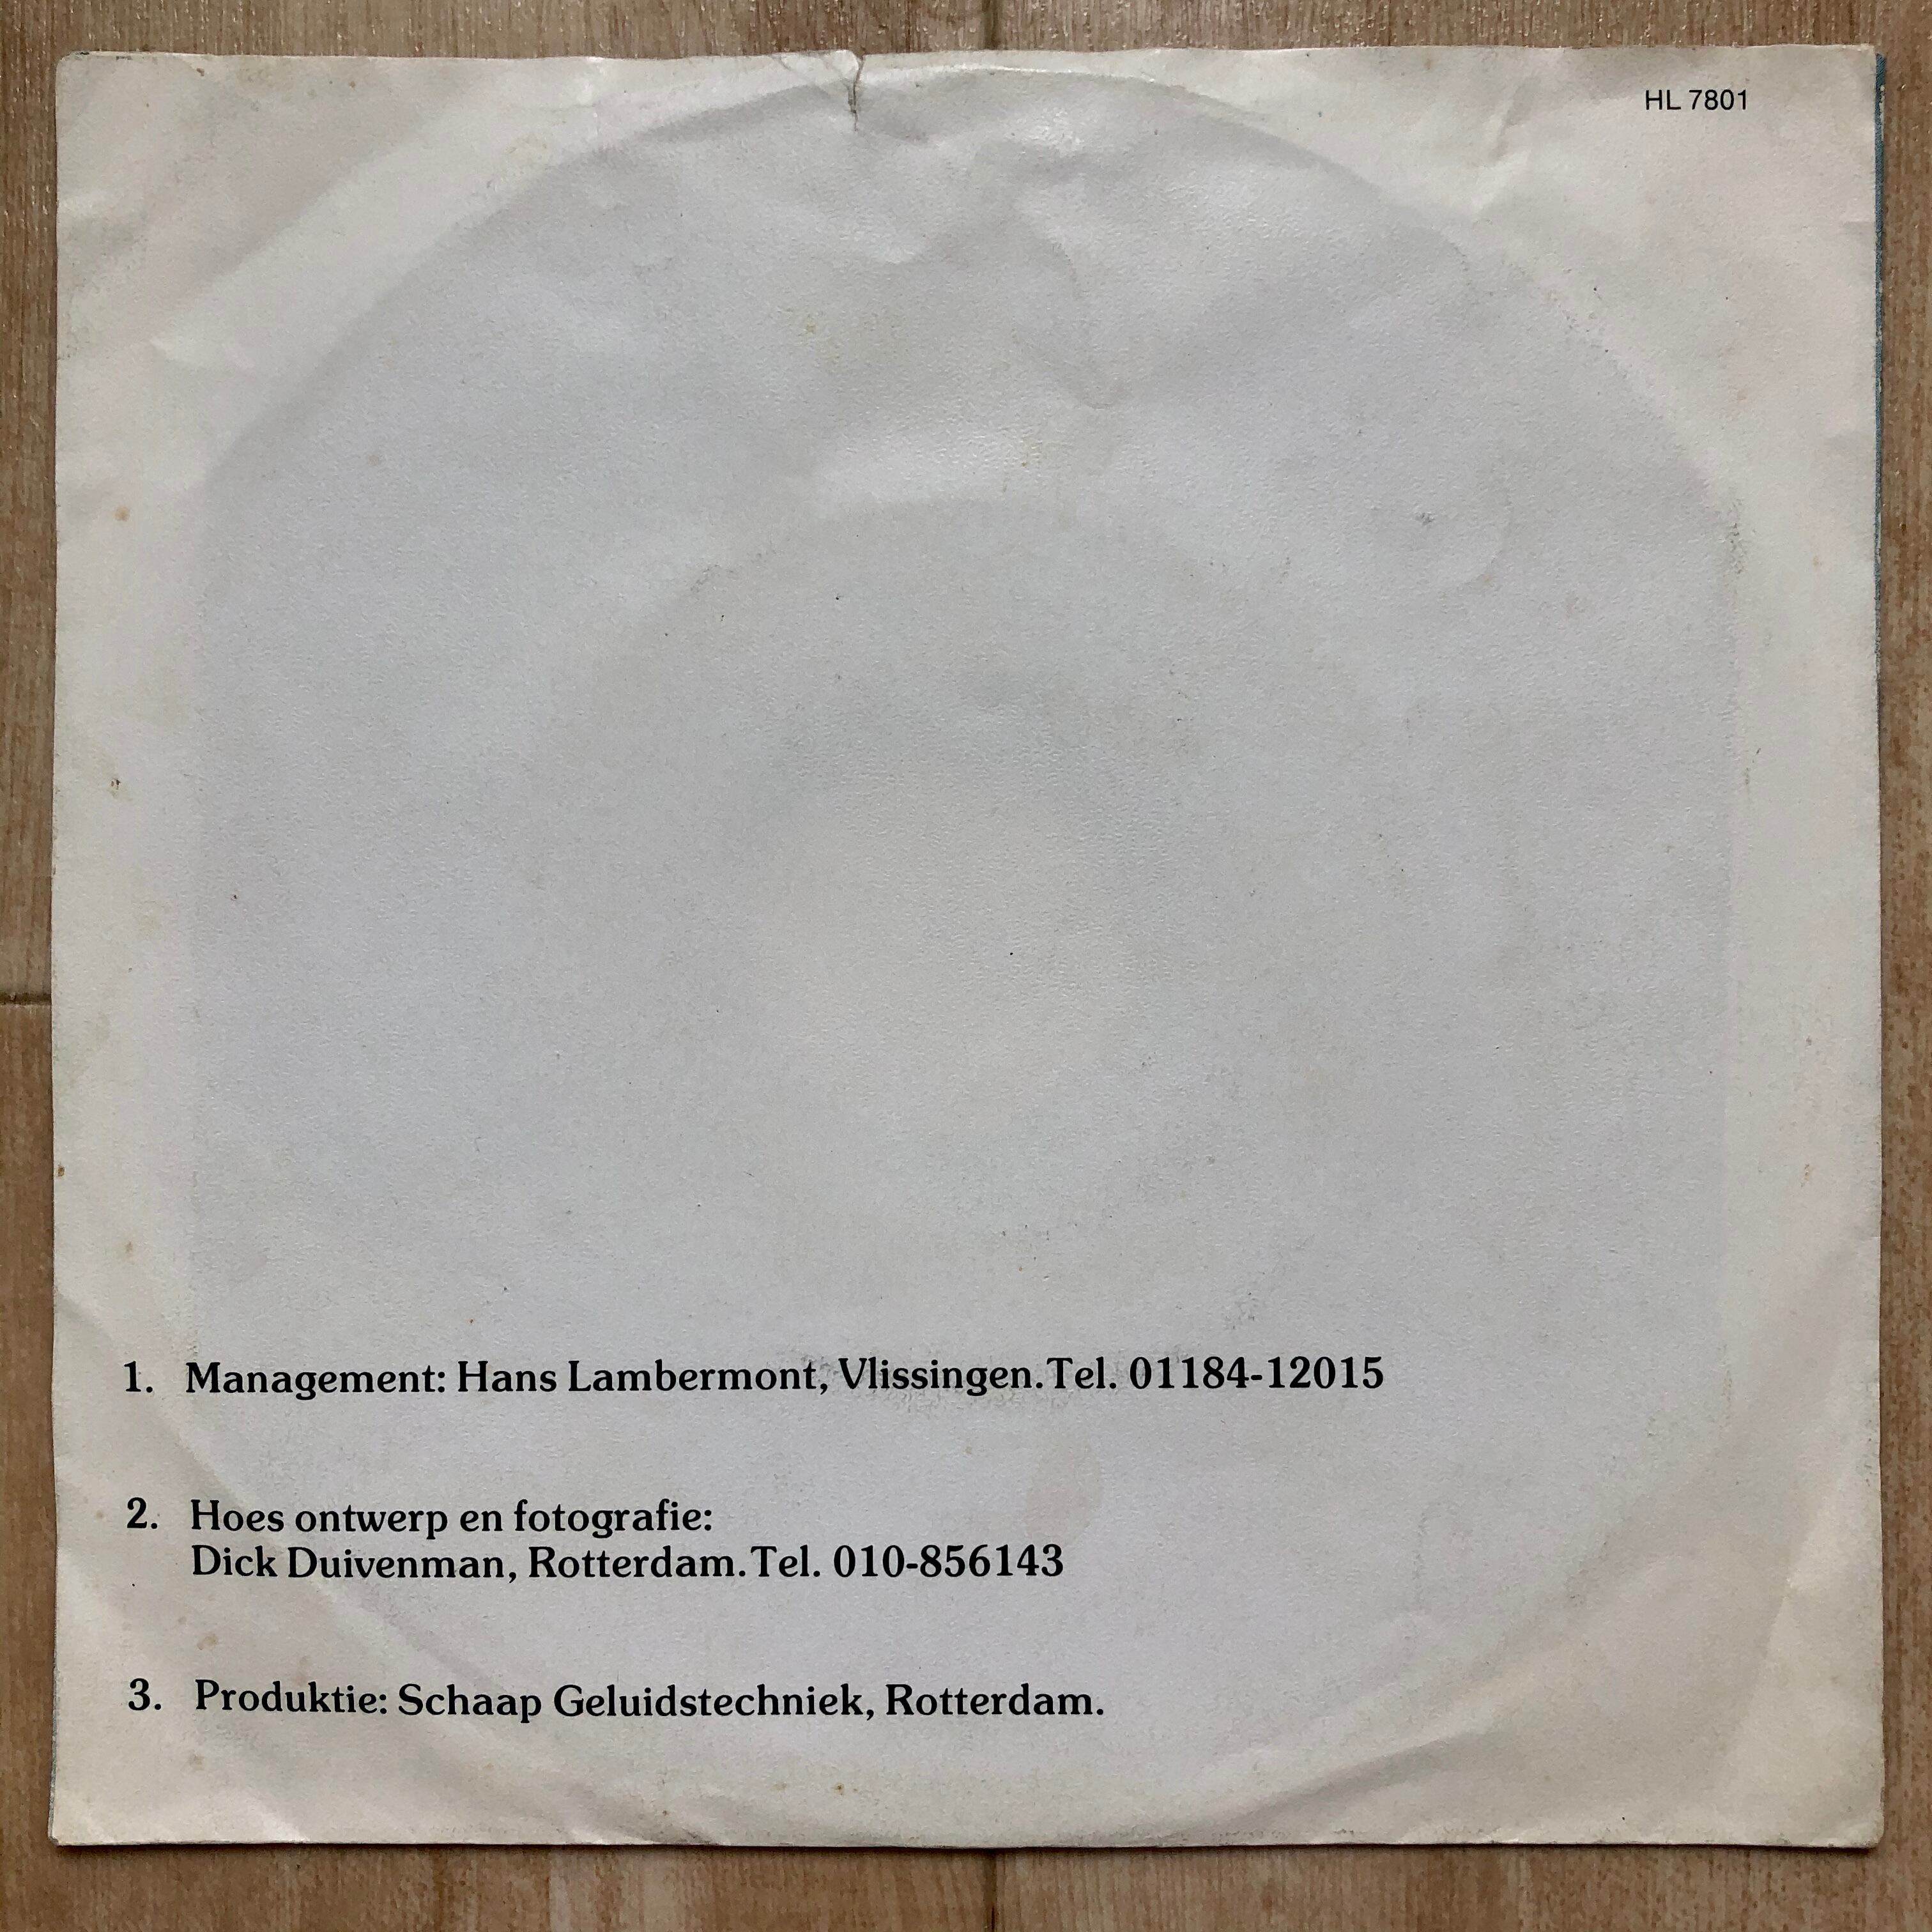 HL 7801
1. Management: Hans Lambermont, Vlissingen. Tel. 01184-12015
2. Hoes ontwerp en fotografie:
Dick Duivenman, Rotterdam. Tel. 010-856143
3. Produktie: Schaap Geluidstechniek, Rotterdam.